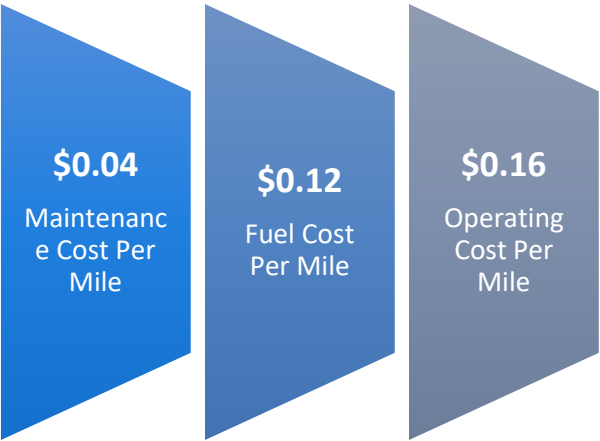 $0.04
Maintenanc
e Cost Per
Mile
$0.12
Fuel Cost
Per Mile
$0.16
Operating
Cost Per
Mile